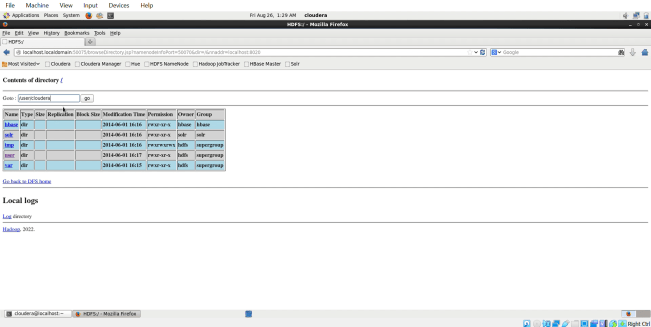 File Machine View Input Devices Help
Applications Places System Fri Aug 26, 1:29 AM cloudera
HDFS:/ - Mozilla Firefox
File Edit View History Bookmarks Tools Help
HDFS:/
localhost.localdomain:50075/browseDirectory.jsp?namenodeInfoPort=50070&dir=/&nnaddr=localhost:8020 Google
Most Visited Cloudera Cloudera Manager Hue HDFS NameNode Hadoop JobTracker HBase Master Solr
Contents of directory /
Goto : /user/cloudera go
Name Type Size Replication Block Size Modification Time Permission Owner Group
hbase dir 2014-06-01 16:16 rwxr-xr-x hbase hbase
solr dir 2014-06-01 16:16 rwxr-xr-x solr solr
tmp dir 2014-06-01 16:16 rwxrwxrwx hdfs supergroup
user dir 2014-06-01 16:17 rwxr-xr-x hdfs supergroup
var dir 2014-06-01 16:15 rwxr-xr-x hdfs supergroup
Go back to DFS home
Local logs
Log directory
Hadoop, 2022.
cloudera@localhost:~ HDFS:/ - Mozilla Firefox
Right Ctrl